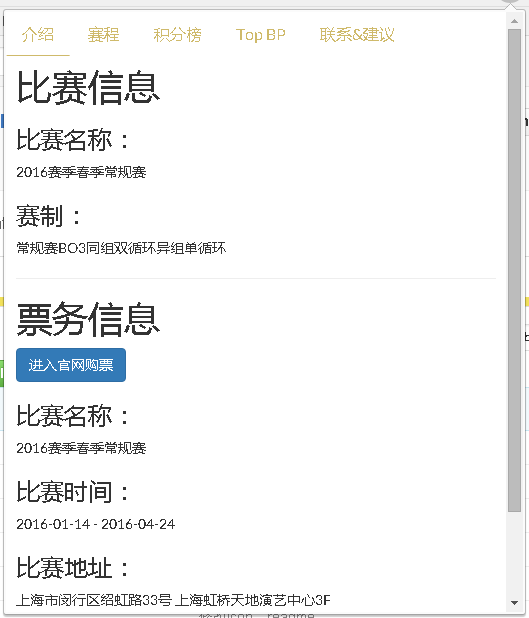 介绍 赛程 积分榜 Top BP 联系&建议
比赛信息
比赛名称：
2016赛季春季常规赛
赛制：
常规赛BO3同组双循环异组单循环
票务信息
进入官网购票
比赛名称：
2016赛季春季常规赛
比赛时间：
2016-01-14 - 2016-04-24
比赛地址：
上海市闵行区绍虹路33号 上海虹桥天地演艺中心3F